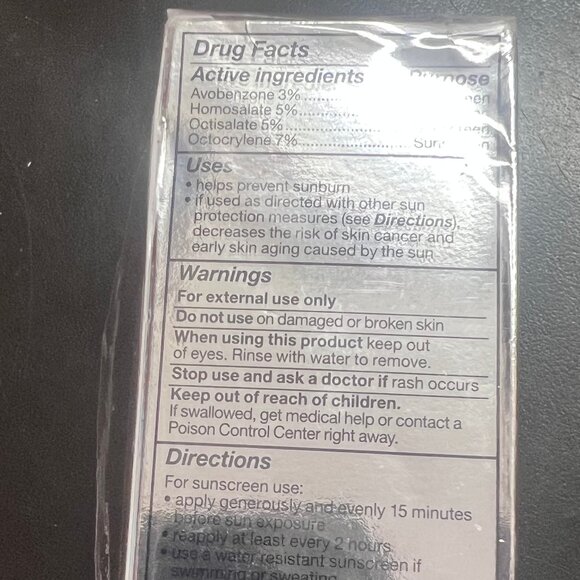 Drug Facts
Active ingredients Purpose
Avobenzone 3%
Homosalate 5%
Octisalate 5%
Octocrylene 7%
Uses
• helps prevent sunburn
• if used as directed with other sun
protection measures (see Directions),
decreases the risk of skin cancer and
early skin aging caused by the sun
Warnings
For external use only
Do not use on damaged or broken skin
When using this product keep out
of eyes. Rinse with water to remove.
Stop use and ask a doctor if rash occurs
Keep out of reach of children.
If swallowed, get medical help or contact a
Poison Control Center right away.
Directions
For sunscreen use:
• apply generously and evenly 15 minutes
before sun exposure
• reapply at least every 2 hours
• use a water resistant sunscreen if
swimming or sweating